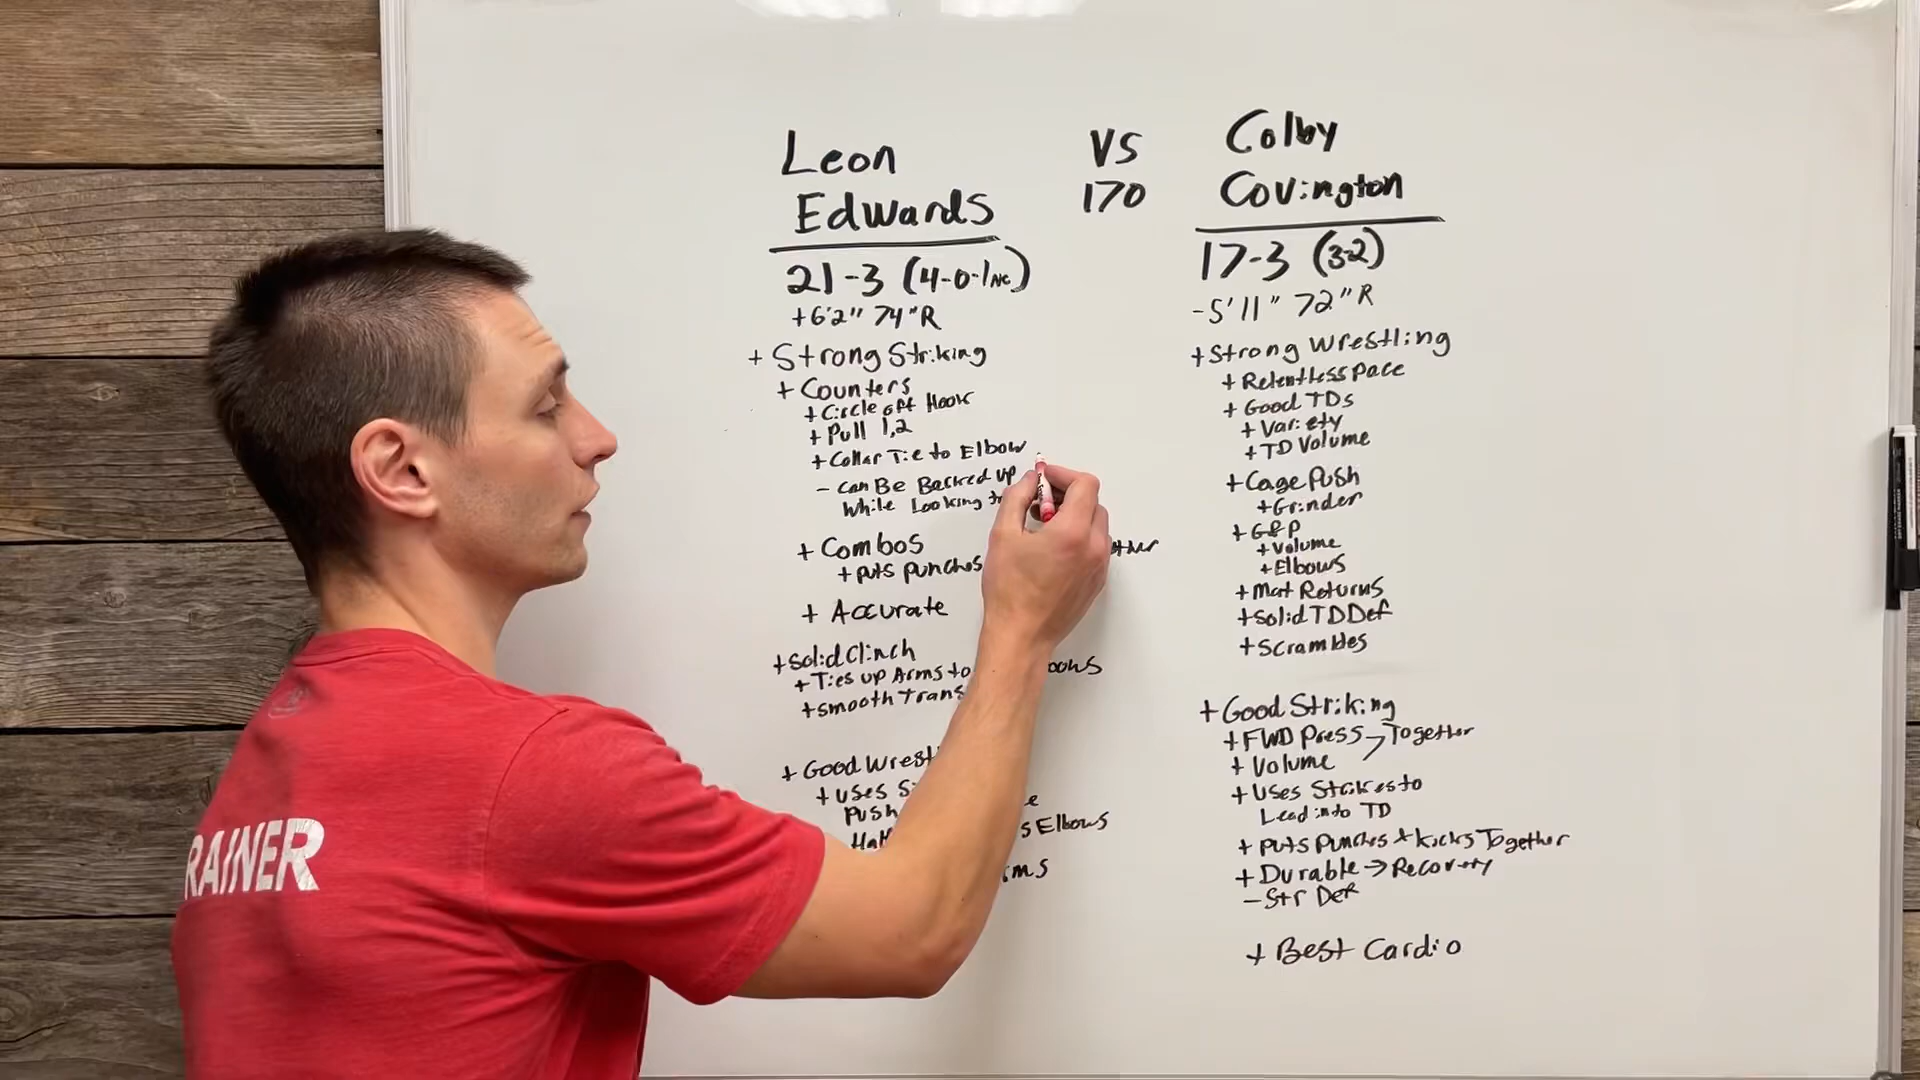 Leon
Edwards
21-3 (4-0-1NC)
+6'2" 74"R
+ Strong Striking
+ Counters
+ Circle off Hook
+ Pull 1,2
+ Collar Tie to Elbow
- Can Be Backed Up
While Looking
+ Combos
+ Puts Punches
+ Accurate
+ Solid Clinch
+ Ties up Arms to
+ Smooth
+ Good
+ Uses
Push
Elbows
VS
170
Colby
Covington
17-3 (3-2)
-5'11" 72"R
+ Strong Wrestling
+ Relentless Pace
+ Good TDs
+ Variety
+ TD Volume
+ Cage Push
+ Grinder
+ G&P
+ Volume
+ Elbows
+ Mat Returns
+ Solid TD Def
+ Scrambles
+ Good Striking
+ FWD Press
Together
+ Volume
+ Uses Strikes to
Lead into TD
+ Puts Punches + Kicks Together
+ Durable → Recovery
- Str Def
+ Best Cardio
RAINER